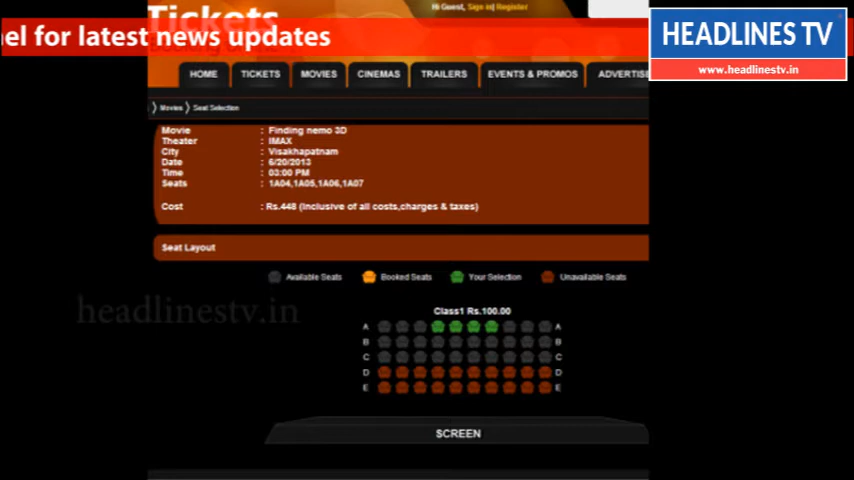 Tickets
Hi Guest, Sign in| Register
nel for latest news updates
HEADLINES TV
www.headlinestv.in
HOME TICKETS MOVIES CINEMAS TRAILERS EVENTS & PROMOS ADVERTISE
Movies Seat Selection
Movie : Finding nemo 3D
Theater : IMAX
City : Visakhapatnam
Date : 6/20/2013
Time : 03:00 PM
Seats : 1A04,1A05,1A06,1A07
Cost : Rs.448 (Inclusive of all costs,charges & taxes)
Seat Layout
Available Seats Booked Seats Your Selection Unavailable Seats
headlinestv.in
Class1 Rs.100.00
A A
B B
C C
D D
E E
SCREEN